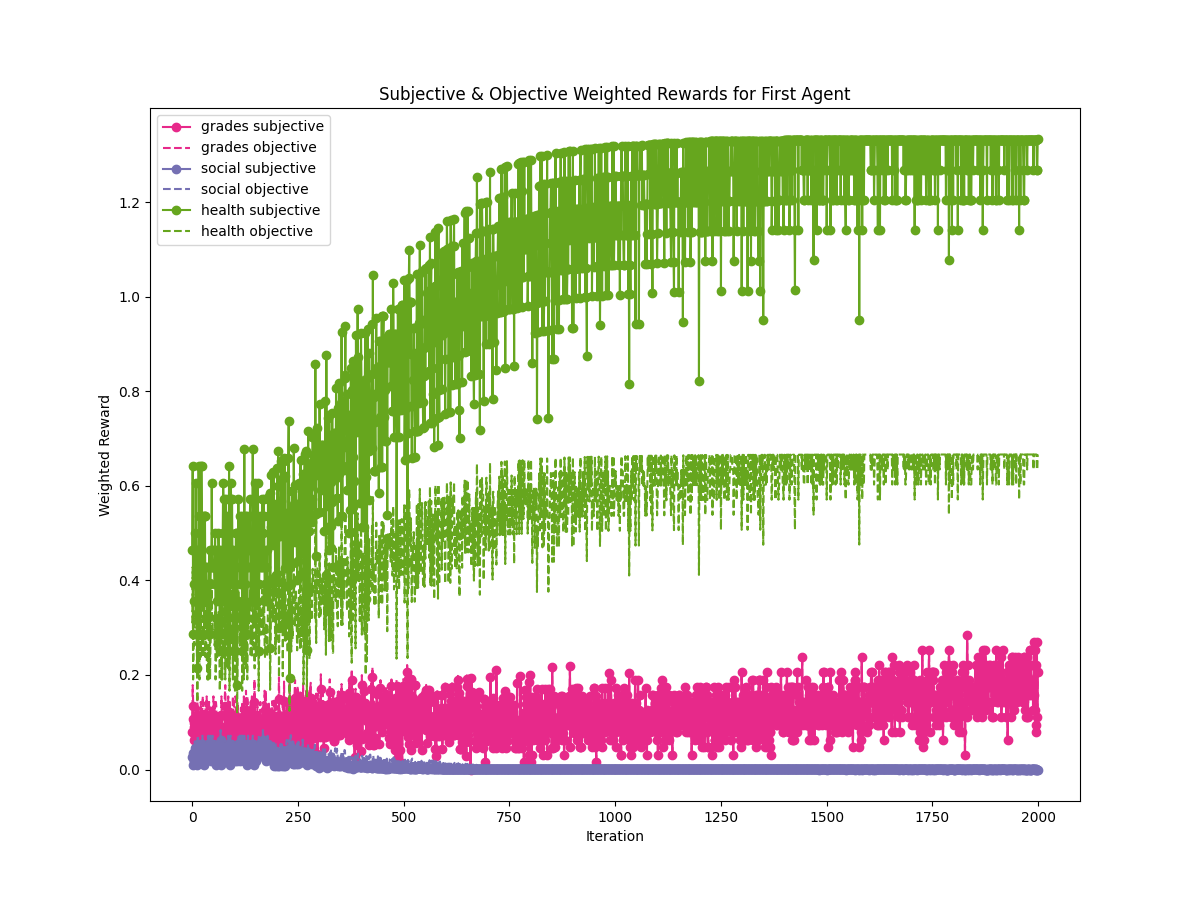 Subjective & Objective Weighted Rewards for First Agent
grades subjective
grades objective
social subjective
social objective
health subjective
health objective
Weighted Reward
1.2
1.0
0.8
0.6
0.4
0.2
0.0
0 250 500 750 1000 1250 1500 1750 2000
Iteration